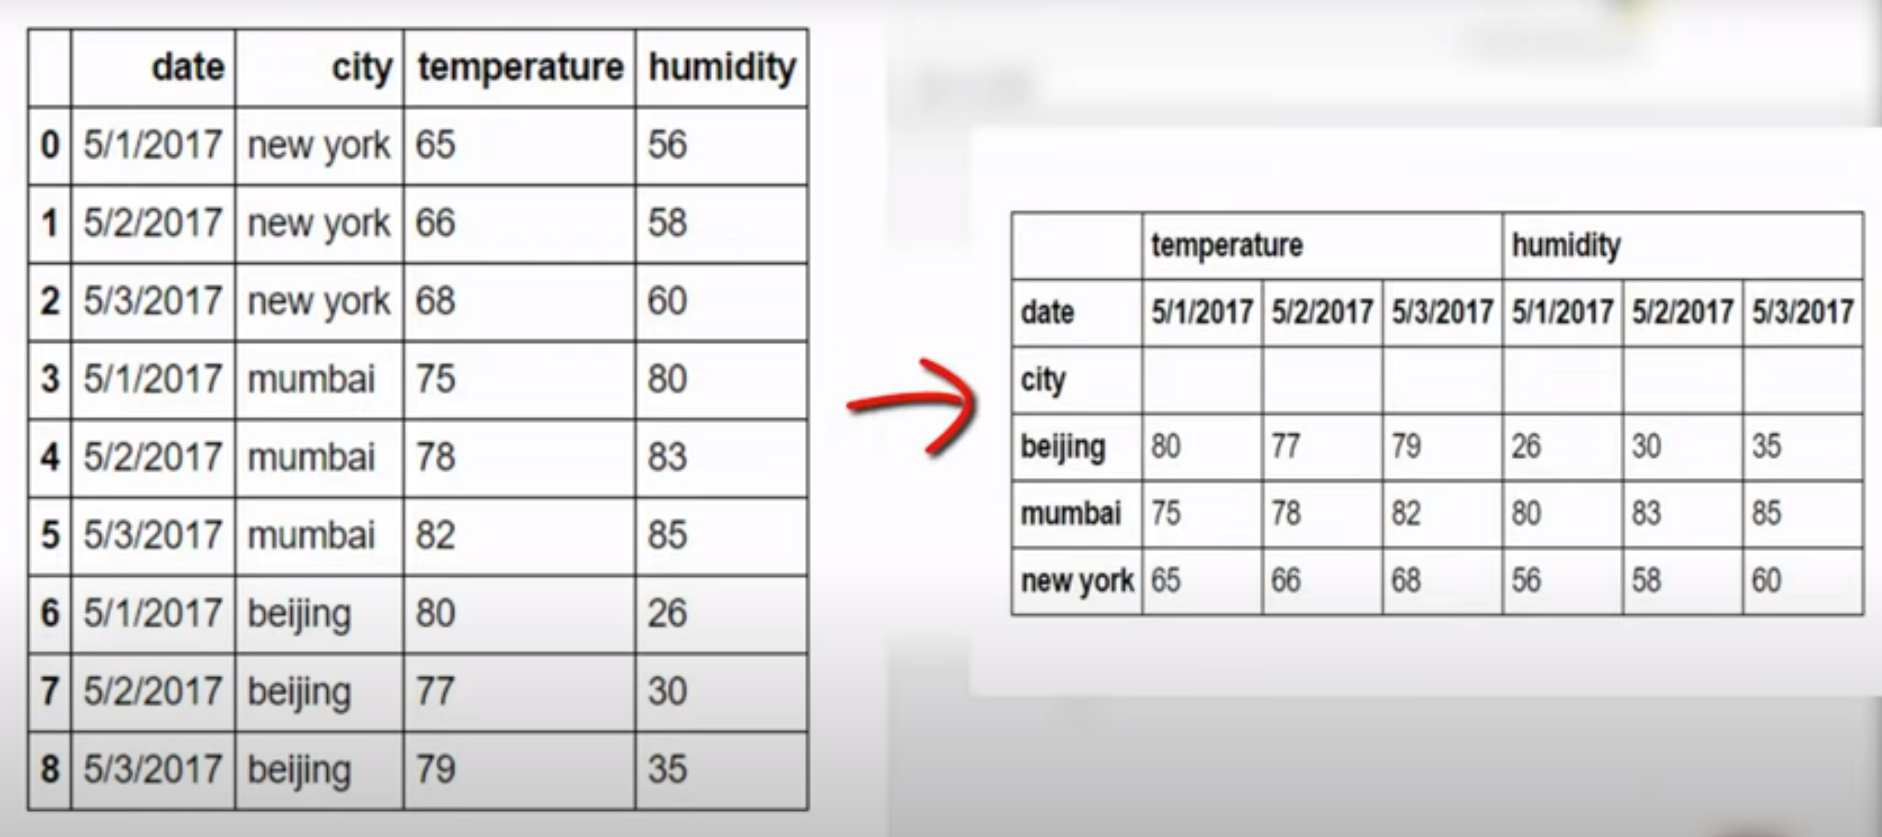 date city temperature humidity
0 5/1/2017 new york 65 56
1 5/2/2017 new york 66 58
2 5/3/2017 new york 68 60
3 5/1/2017 mumbai 75 80
4 5/2/2017 mumbai 78 83
5 5/3/2017 mumbai 82 85
6 5/1/2017 beijing 80 26
7 5/2/2017 beijing 77 30
8 5/3/2017 beijing 79 35
temperature humidity
date 5/1/2017 5/2/2017 5/3/2017 5/1/2017 5/2/2017 5/3/2017
city
beijing 80 77 79 26 30 35
mumbai 75 78 82 80 83 85
new york 65 66 68 56 58 60